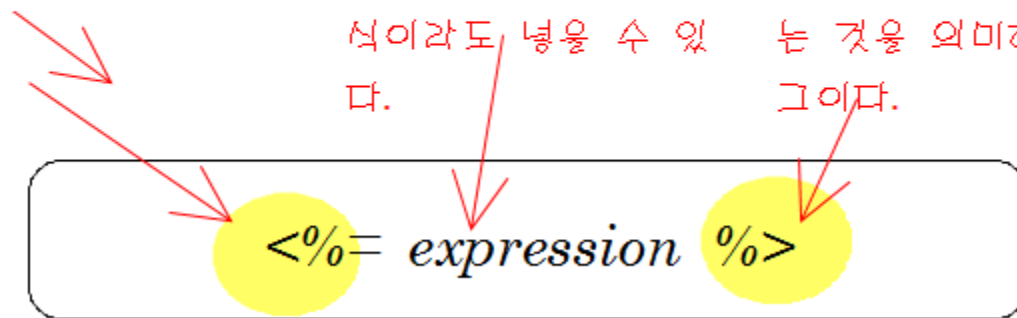 식이라도 넣을 수 있
다.
는 것을 의미
그이다.
<%= expression %>